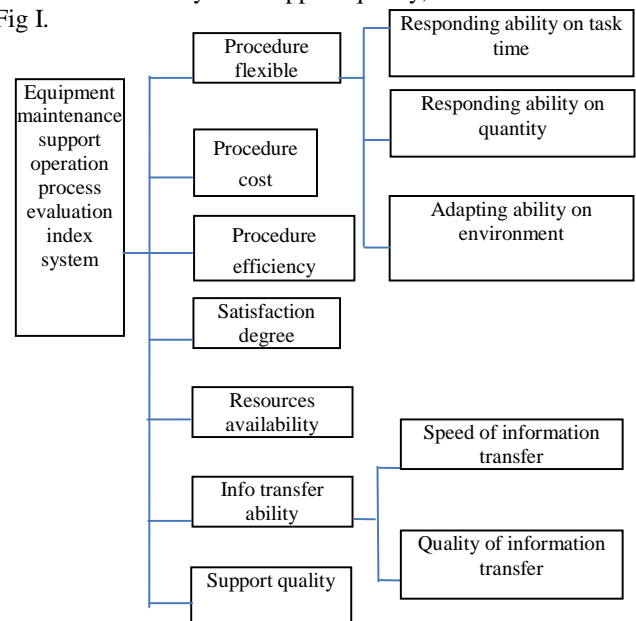 Fig I.
Equipment
maintenance
support
operation
process
evaluation
index
system
Procedure
flexible
Procedure
cost
Procedure
efficiency
Satisfaction
degree
Resources
availability
Info transfer
ability
Support quality
Responding ability on task
time
Responding ability on
quantity
Adapting ability on
environment
Speed of information
transfer
Quality of information
transfer